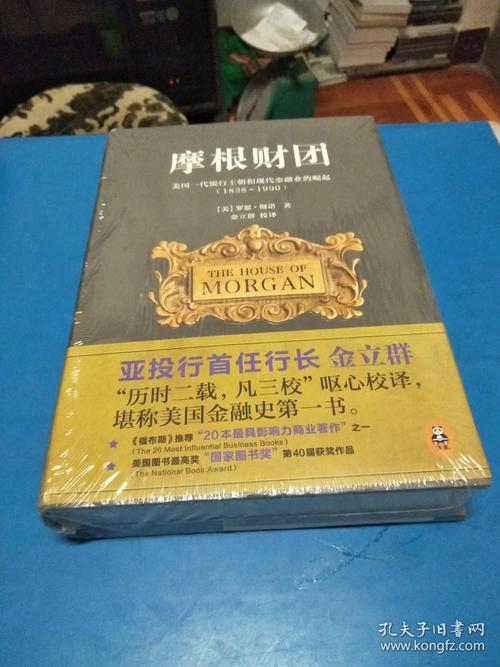 摩根财团
美国一代银行王朝和现代金融业的崛起
(1838~1990)
[美]罗恩·彻诺 著
金立群 校译
THE HOUSE OF
MORGAN
亚投行首任行长 金立群
“历时二载，凡三校”呕心校译，
堪称美国金融史第一书。
《福布斯》推荐“20本最具影响力商业著作”之一
(The 20 Most Influential Business Books)
美国图书最高奖“国家图书奖”第40届获奖作品
(The National Book Award)
孔夫子旧书网
www.kongfz.com